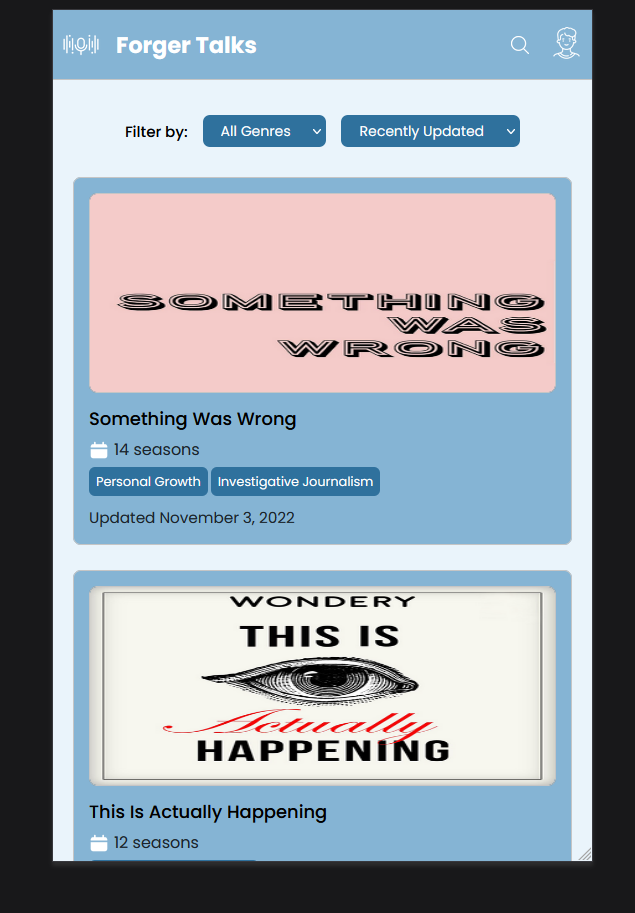 Forger Talks
Filter by: All Genres Recently Updated
SOMETHING
WAS
WRONG
Something Was Wrong
14 seasons
Personal Growth Investigative Journalism
Updated November 3, 2022
WONDERY
THIS IS
Actually
HAPPENING
This Is Actually Happening
12 seasons